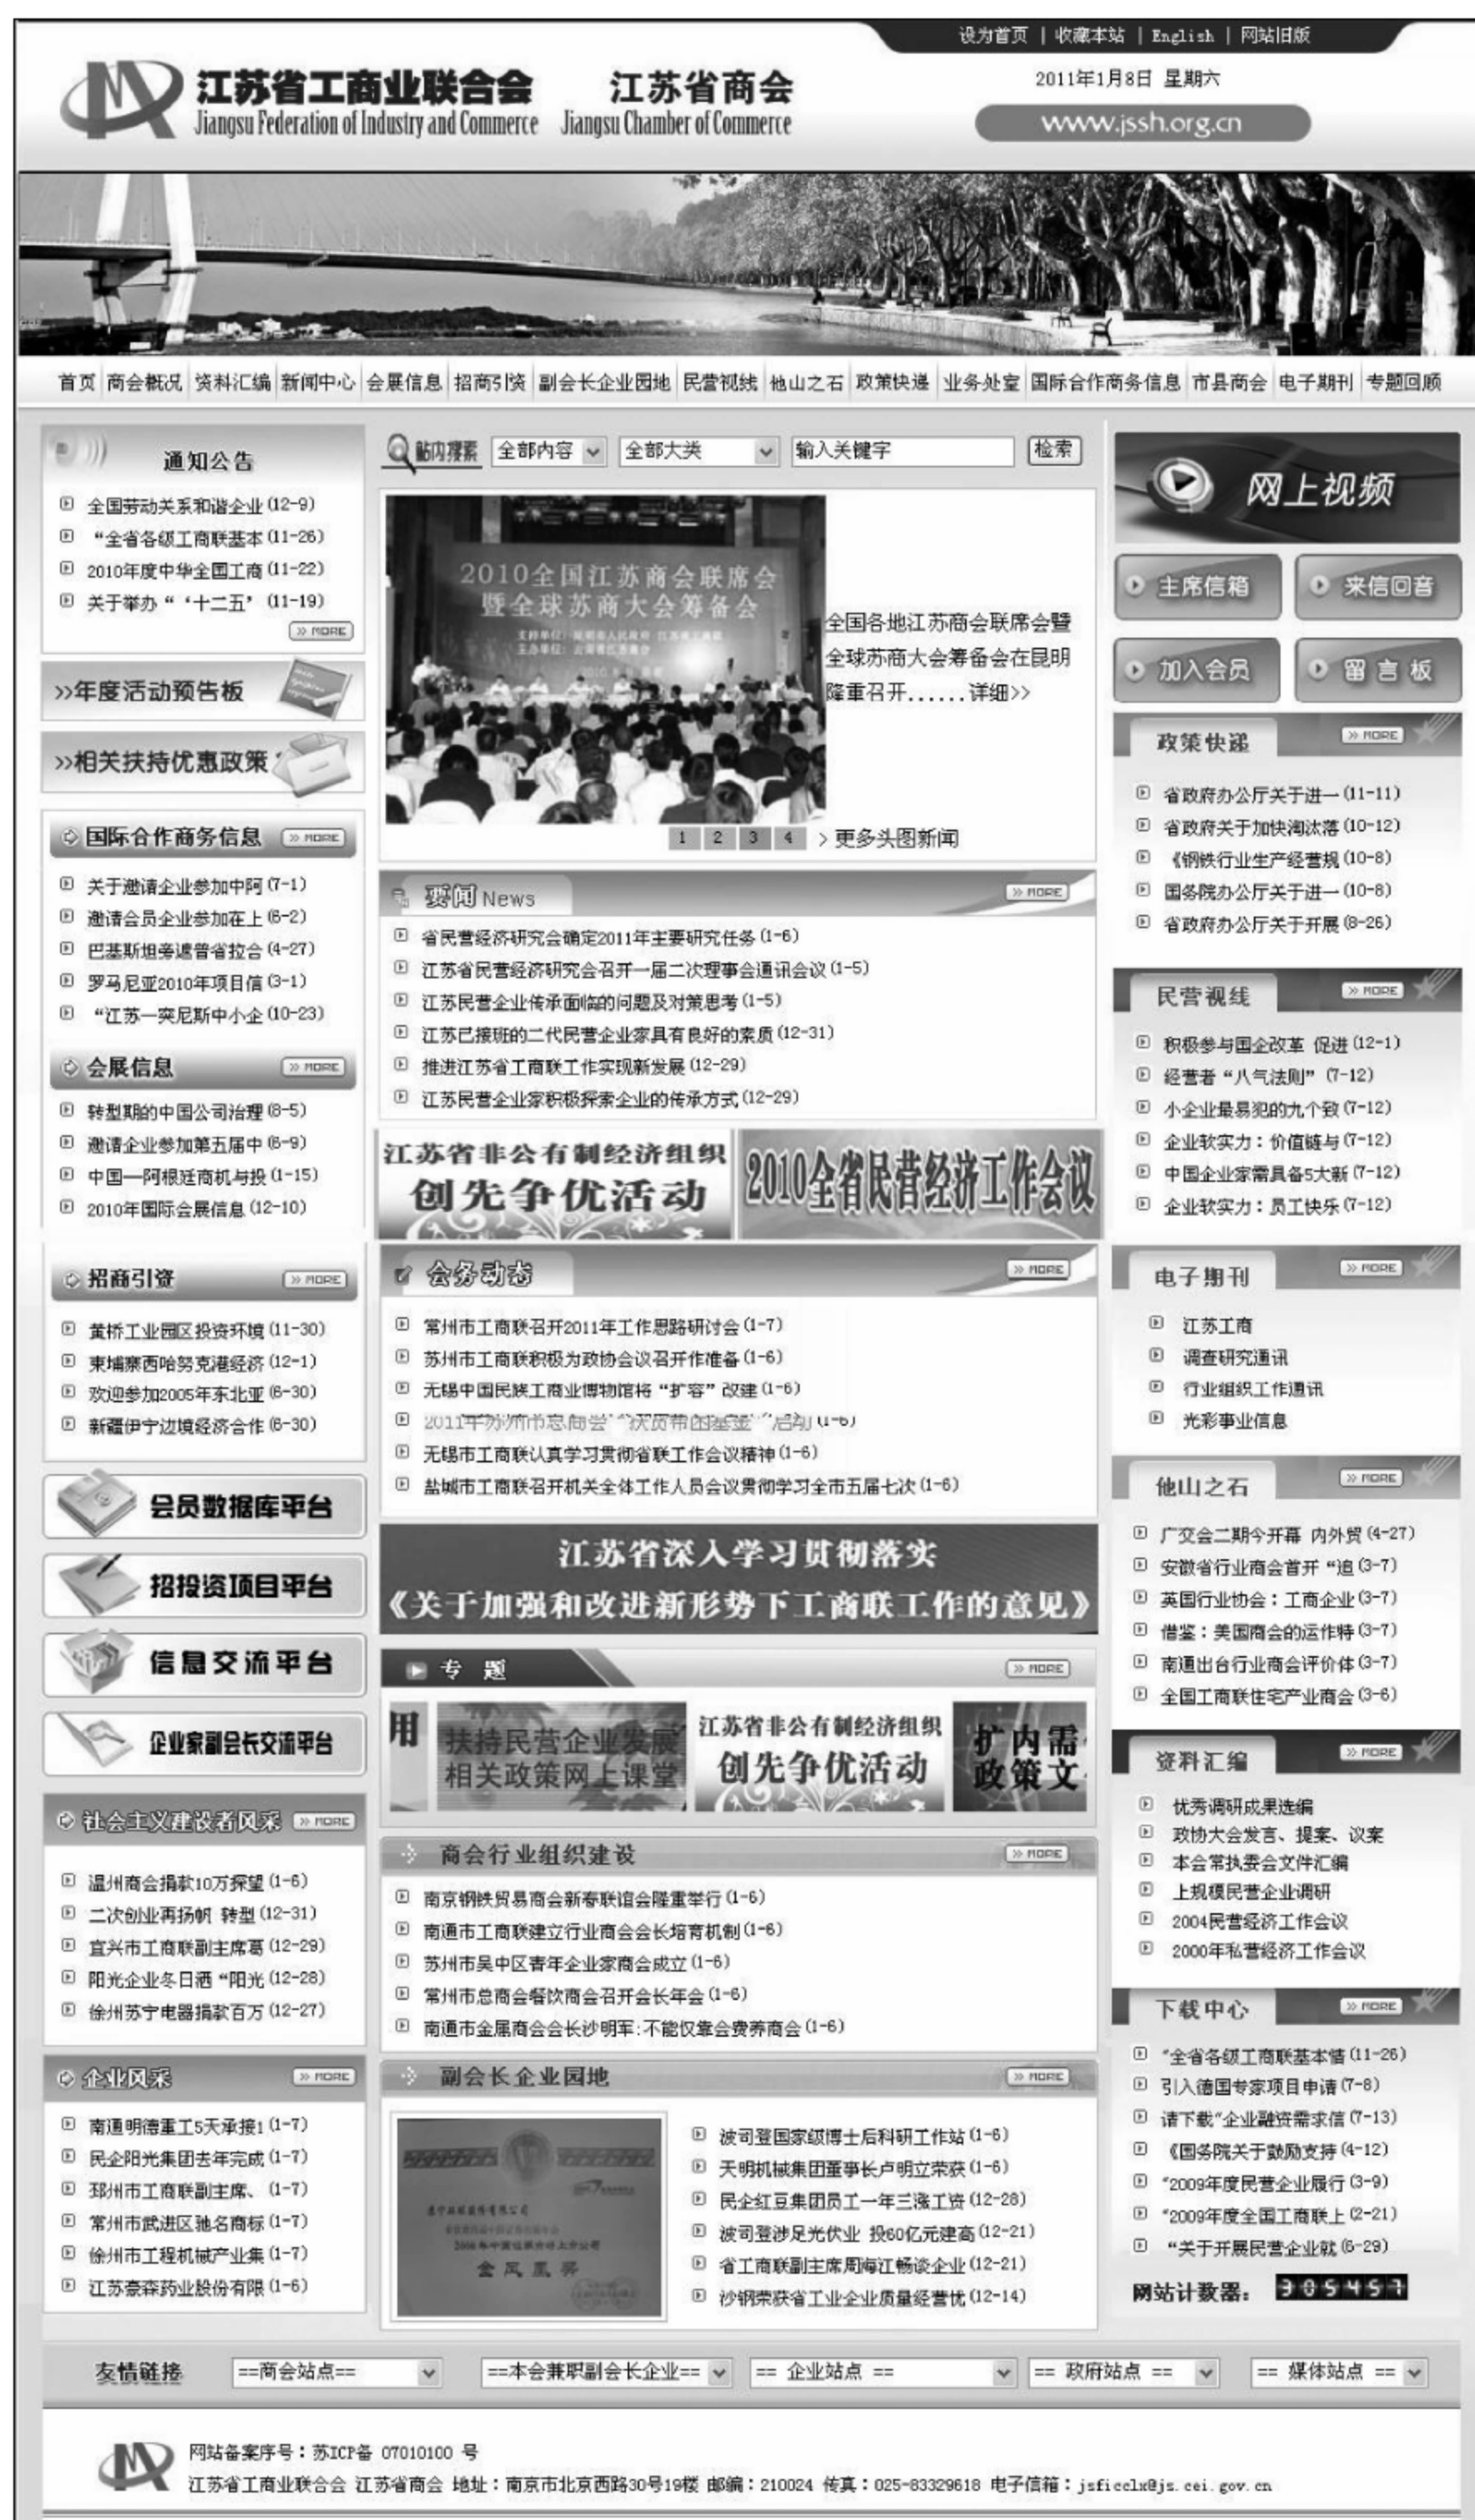 设为首页 | 收藏本站 | English | 网站旧版
江苏省工商业联合会 江苏省商会
Jiangsu Federation of Industry and Commerce Jiangsu Chamber of Commerce
2011年1月8日 星期六
www.jssh.org.cn
首页 商会概况 资料汇编 新闻中心 会展信息 招商引资 副会长企业园地 民营视线 他山之石 政策快递 业务处室 国际合作商务信息 市县商会 电子期刊 专题回顾
通知公告
全国劳动关系和谐企业(12-9)
“全省各级工商联基本(11-26)
2010年度中华全国工商(11-22)
关于举办“‘十二五’(11-19)
>> MORE
>>年度活动预告板
>>相关扶持优惠政策
国际合作商务信息 >> MORE
关于邀请企业参加中阿(7-1)
邀请会员企业参加在上(6-2)
巴基斯坦旁遮普省拉合(4-27)
罗马尼亚2010年项目信(3-1)
“江苏—突尼斯中小企(10-23)
会展信息 >> MORE
转型期的中国公司治理(8-5)
邀请企业参加第五届中(6-9)
中国—阿根廷商机与投(1-15)
2010年国际会展信息(12-10)
招商引资 >> MORE
黄桥工业园区投资环境(11-30)
柬埔寨西哈努克港经济(12-1)
欢迎参加2005年东北亚(6-30)
新疆伊宁边境经济合作(6-30)
会员数据库平台
招投资项目平台
信息交流平台
企业家副会长交流平台
社会主义建设者风采 >> MORE
温州商会捐款10万探望(1-6)
二次创业再扬帆 转型(12-31)
宜兴市工商联副主席葛(12-29)
阳光企业冬日洒“阳光(12-28)
徐州苏宁电器捐款百万(12-27)
企业风采 >> MORE
南通明德重工5天承接1(1-7)
民企阳光集团去年完成(1-7)
邳州市工商联副主席、(1-7)
常州市武进区驰名商标(1-7)
徐州市工程机械产业集(1-7)
江苏豪森药业股份有限(1-6)
站内搜索 全部内容 全部大类 输入关键字 检索
2010全国江苏商会联席会
暨全球苏商大会筹备会
全国各地江苏商会联席会暨
全球苏商大会筹备会在昆明
隆重召开......详细>>
1 2 3 4 > 更多头图新闻
要闻 News >> MORE
省民营经济研究会确定2011年主要研究任务(1-6)
江苏省民营经济研究会召开一届二次理事会通讯会议(1-5)
江苏民营企业传承面临的问题及对策思考(1-5)
江苏已接班的二代民营企业家具有良好的素质(12-31)
推进江苏省工商联工作实现新发展(12-29)
江苏民营企业家积极探索企业的传承方式(12-29)
江苏省非公有制经济组织
创先争优活动
2010全省民营经济工作会议
会务动态 >> MORE
常州市工商联召开2011年工作思路研讨会(1-7)
苏州市工商联积极为政协会议召开作准备(1-6)
无锡中国民族工商业博物馆将“扩容”改建(1-6)
2011年苏州市总商会“扶贫帮困基金”启动(1-6)
无锡市工商联认真学习贯彻省联工作会议精神(1-6)
盐城市工商联召开机关全体工作人员会议贯彻学习全市五届七次(1-6)
江苏省深入学习贯彻落实
《关于加强和改进新形势下工商联工作的意见》
专 题 >> MORE
用
扶持民营企业发展
相关政策网上课堂
江苏省非公有制经济组织
创先争优活动
扩内需
政策文
商会行业组织建设 >> MORE
南京钢铁贸易商会新春联谊会隆重举行(1-6)
南通市工商联建立行业商会会长培育机制(1-6)
苏州市吴中区青年企业家商会成立(1-6)
常州市总商会餐饮商会召开会长年会(1-6)
南通市金属商会会长沙明军:不能仅靠会费养商会(1-6)
副会长企业园地 >> MORE
金凤凰奖
波司登国家级博士后科研工作站(1-6)
天明机械集团董事长卢明立荣获(1-6)
民企红豆集团员工一年三涨工资(12-28)
波司登涉足光伏业 投60亿元建高(12-21)
省工商联副主席周海江畅谈企业(12-21)
沙钢荣获省工业企业质量经营优(12-14)
网上视频
主席信箱 来信回音
加入会员 留言板
政策快递 >> MORE
省政府办公厅关于进一(11-11)
省政府关于加快淘汰落(10-12)
《钢铁行业生产经营规(10-8)
国务院办公厅关于进一(10-8)
省政府办公厅关于开展(8-26)
民营视线 >> MORE
积极参与国企改革 促进(12-1)
经营者“八气法则”(7-12)
小企业最易犯的九个致(7-12)
企业软实力：价值链与(7-12)
中国企业家需具备5大新(7-12)
企业软实力：员工快乐(7-12)
电子期刊 >> MORE
江苏工商
调查研究通讯
行业组织工作通讯
光彩事业信息
他山之石 >> MORE
广交会二期今开幕 内外贸(4-27)
安徽省行业商会首开“追(3-7)
英国行业协会：工商企业(3-7)
借鉴：美国商会的运作特(3-7)
南通出台行业商会评价体(3-7)
全国工商联住宅产业商会(3-6)
资料汇编 >> MORE
优秀调研成果选编
政协大会发言、提案、议案
本会常执委会文件汇编
上规模民营企业调研
2004民营经济工作会议
2000年私营经济工作会议
下载中心 >> MORE
“全省各级工商联基本情(11-26)
引入德国专家项目申请(7-8)
请下载“企业融资需求信(7-13)
《国务院关于鼓励支持(4-12)
“2009年度民营企业履行(3-9)
“2009年度全国工商联上(2-21)
“关于开展民营企业就(6-29)
网站计数器： 305457
友情链接 ==商会站点== ==本会兼职副会长企业== == 企业站点 == == 政府站点 == == 媒体站点 ==
网站备案序号：苏ICP备 07010100 号
江苏省工商业联合会 江苏省商会 地址：南京市北京西路30号19楼 邮编：210024 传真：025-83329618 电子信箱：jsficclx@js.cei.gov.cn